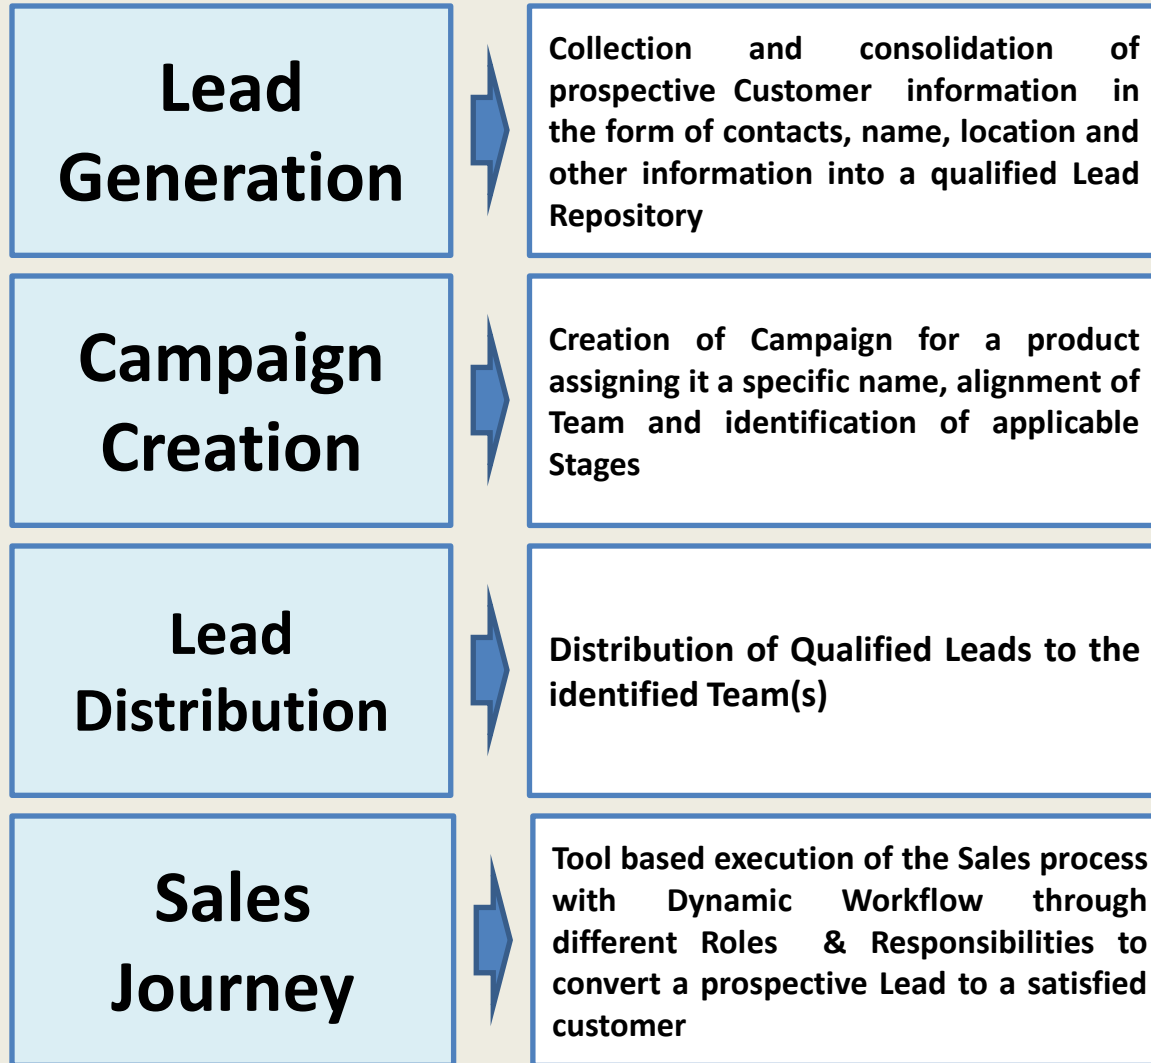 Lead
Generation
Collection and consolidation of
prospective Customer information in
the form of contacts, name, location and
other information into a qualified Lead
Repository
Campaign
Creation
Creation of Campaign for a product
assigning it a specific name, alignment of
Team and identification of applicable
Stages
Lead
Distribution
Distribution of Qualified Leads to the
identified Team(s)
Sales
Journey
Tool based execution of the Sales process
with Dynamic Workflow through
different Roles & Responsibilities to
convert a prospective Lead to a satisfied
customer